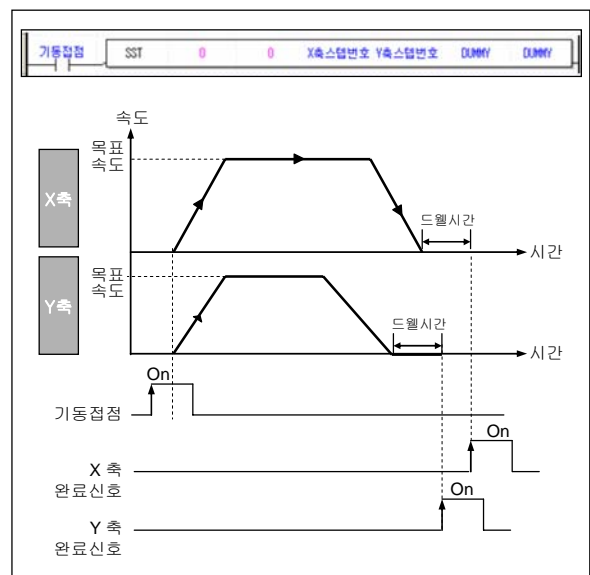 기동접점 SST 0 0 X축스텝번호 Y축스텝번호 DUMMY DUMMY
속도
목표
속도
X축
드웰시간
시간
목표
속도
Y축
드웰시간
시간
On
기동접점
On
X 축
완료신호
On
Y 축
완료신호